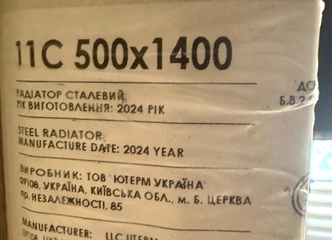 11C 500x1400
РАДІАТОР СТАЛЕВИЙ
РІК ВИГОТОВЛЕННЯ: 2024 РІК
STEEL RADIATOR
MANUFACTURE DATE: 2024 YEAR
ВИРОБНИК: ТОВ ЮТЕРМ УКРАЇНА
09108, УКРАЇНА, КИЇВСЬКА ОБЛ., м. Б. ЦЕРКВА
пр. НЕЗАЛЕЖНОСТІ, 85
MANUFACTURER: